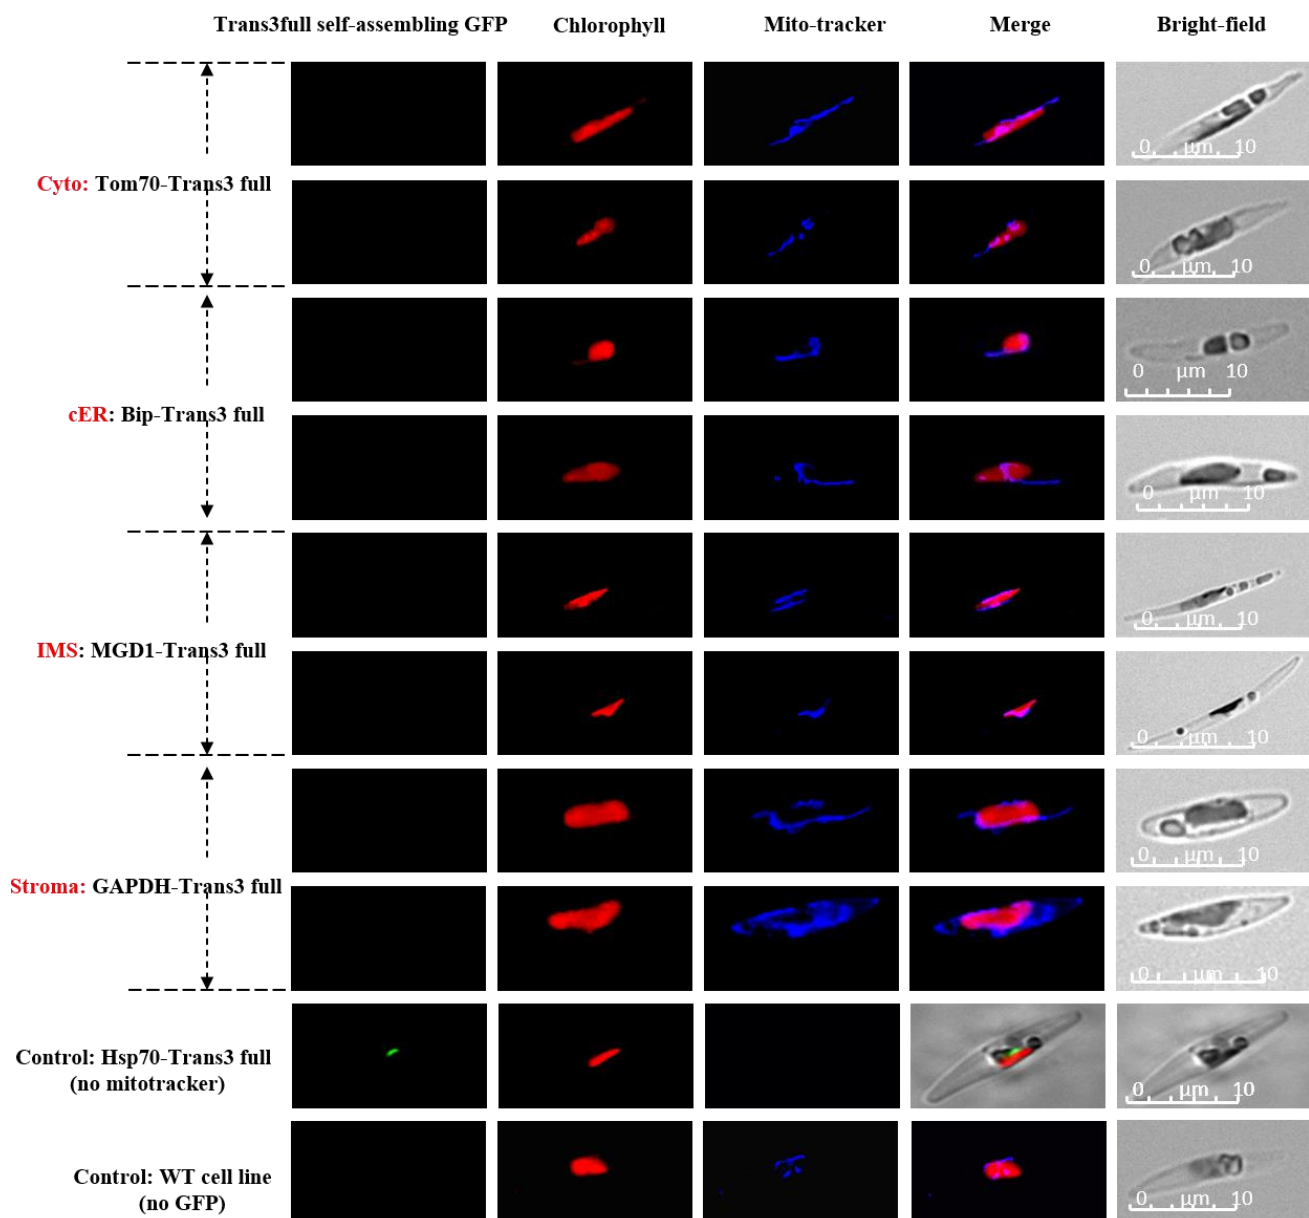 Trans3full self-assembling GFP Chlorophyll Mito-tracker Merge Bright-field
0 µm 10
Cyto: Tom70-Trans3 full
0 µm 10
0 µm 10
cER: Bip-Trans3 full
0 µm 10
0 µm 10
IMS: MGD1-Trans3 full
0 µm 10
0 µm 10
Stroma: GAPDH-Trans3 full
0 µm 10
Control: Hsp70-Trans3 full
(no mitotracker)
0 µm 10
Control: WT cell line
(no GFP)
0 µm 10